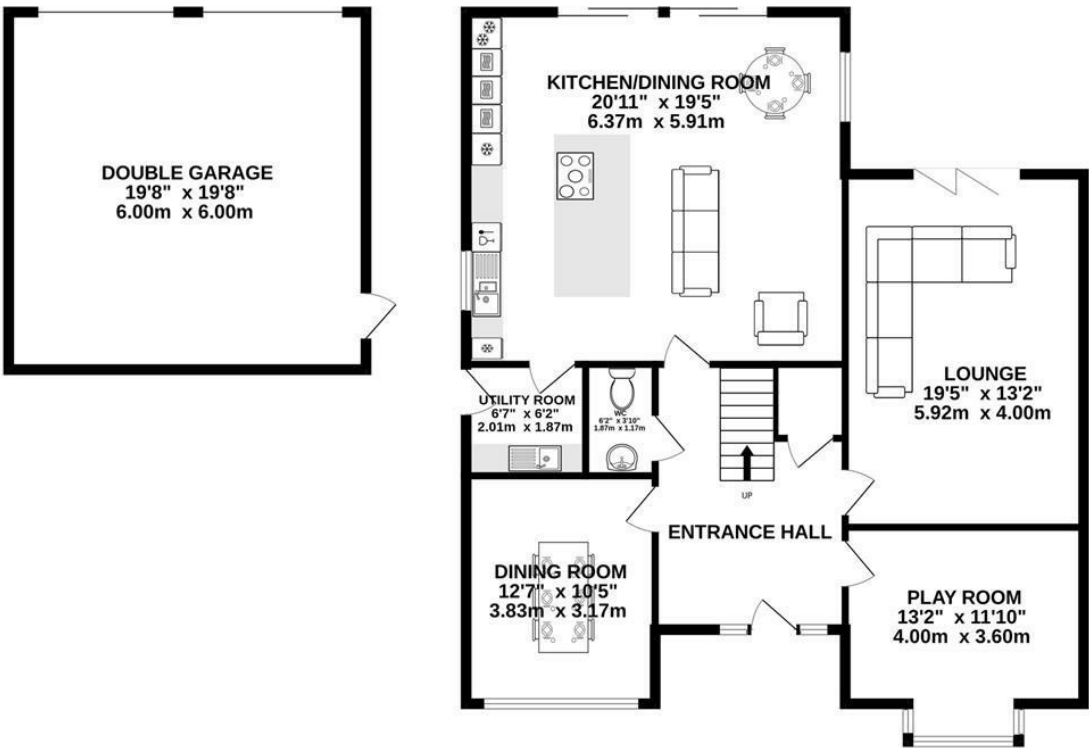 DOUBLE GARAGE
19'8" x 19'8"
6.00m x 6.00m
KITCHEN/DINING ROOM
20'11" x 19'5"
6.37m x 5.91m
LOUNGE
19'5" x 13'2"
5.92m x 4.00m
UTILITY ROOM
6'7" x 6'2"
2.01m x 1.87m
WC
6'2" x 3'10"
1.87m x 1.17m
UP
ENTRANCE HALL
DINING ROOM
12'7" x 10'5"
3.83m x 3.17m
PLAY ROOM
13'2" x 11'10"
4.00m x 3.60m